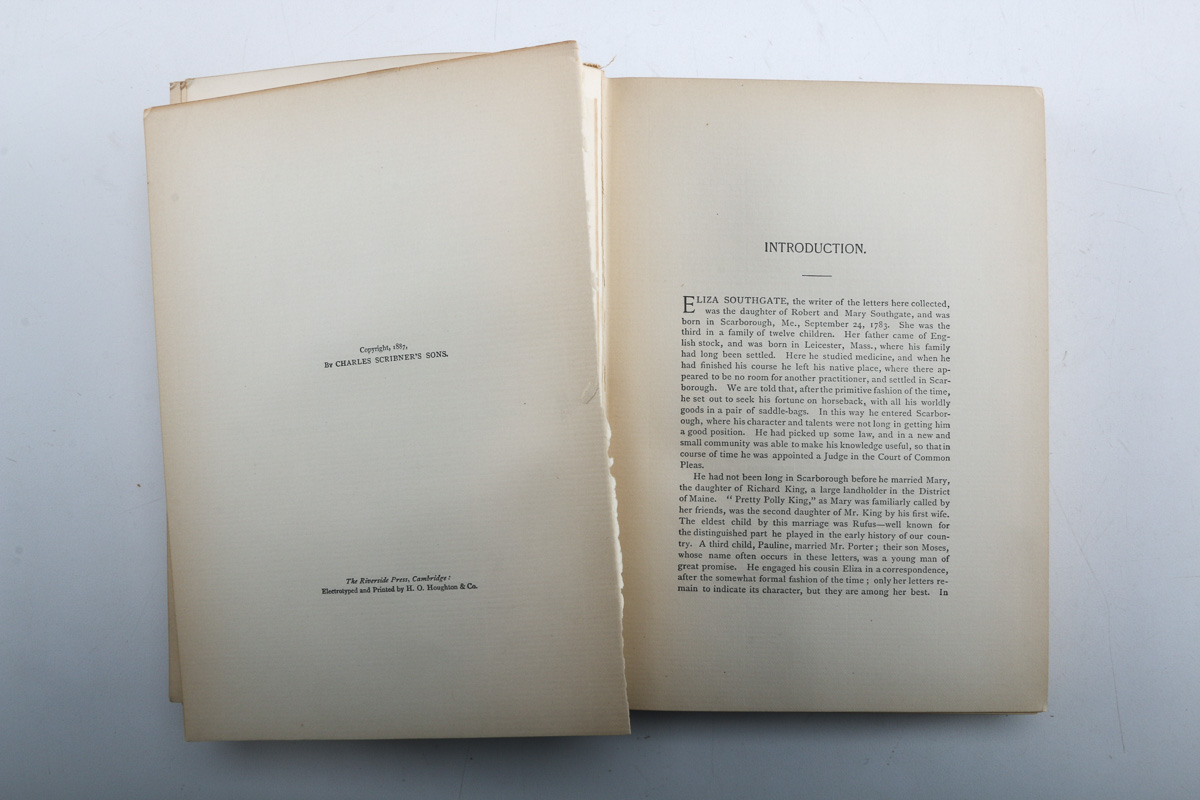 Copyright, 1887,
By CHARLES SCRIBNER'S SONS.
The Riverside Press, Cambridge:
Electrotyped and Printed by H. O. Houghton & Co.
INTRODUCTION.
ELIZA SOUTHGATE, the writer of the letters here collected,
was the daughter of Robert and Mary Southgate, and was
born in Scarborough, Me., September 24, 1783. She was the
third in a family of twelve children. Her father came of Eng-
lish stock, and was born in Leicester, Mass., where his family
had long been settled. Here he studied medicine, and when he
had finished his course he left his native place, where there ap-
peared to be no room for another practitioner, and settled in Scar-
borough. We are told that, after the primitive fashion of the time,
he set out to seek his fortune on horseback, with all his worldly
goods in a pair of saddle-bags. In this way he entered Scarbor-
ough, where his character and talents were not long in getting him
a good position. He had picked up some law, and in a new and
small community was able to make his knowledge useful, so that in
course of time he was appointed a Judge in the Court of Common
Pleas.
He had not been long in Scarborough before he married Mary,
the daughter of Richard King, a large landholder in the District
of Maine. "Pretty Polly King," as Mary was familiarly called by
her friends, was the second daughter of Mr. King by his first wife.
The eldest child by this marriage was Rufus—well known for
the distinguished part he played in the early history of our coun-
try. A third child, Pauline, married Mr. Porter; their son Moses,
whose name often occurs in these letters, was a young man of
great promise. He engaged his cousin Eliza in a correspondence,
after the somewhat formal fashion of the time; only her letters re-
main to indicate its character, but they are among her best. In